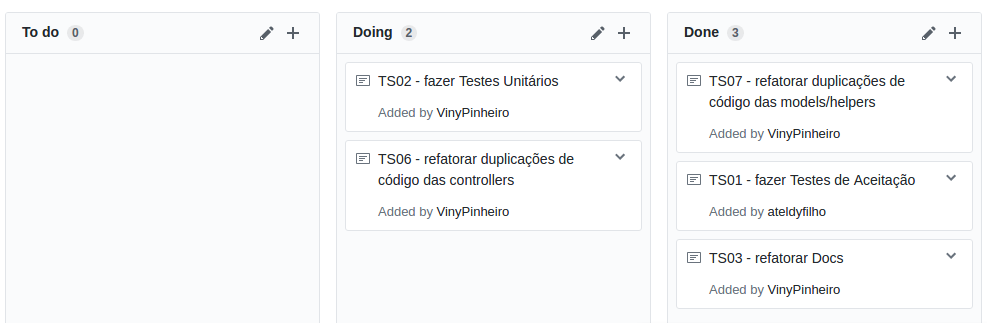 To do 0
Doing 2
TS02 - fazer Testes Unitários
Added by VinyPinheiro
TS06 - refatorar duplicações de
código das controllers
Added by VinyPinheiro
Done 3
TS07 - refatorar duplicações de
código das models/helpers
Added by VinyPinheiro
TS01 - fazer Testes de Aceitação
Added by ateldyfilho
TS03 - refatorar Docs
Added by VinyPinheiro